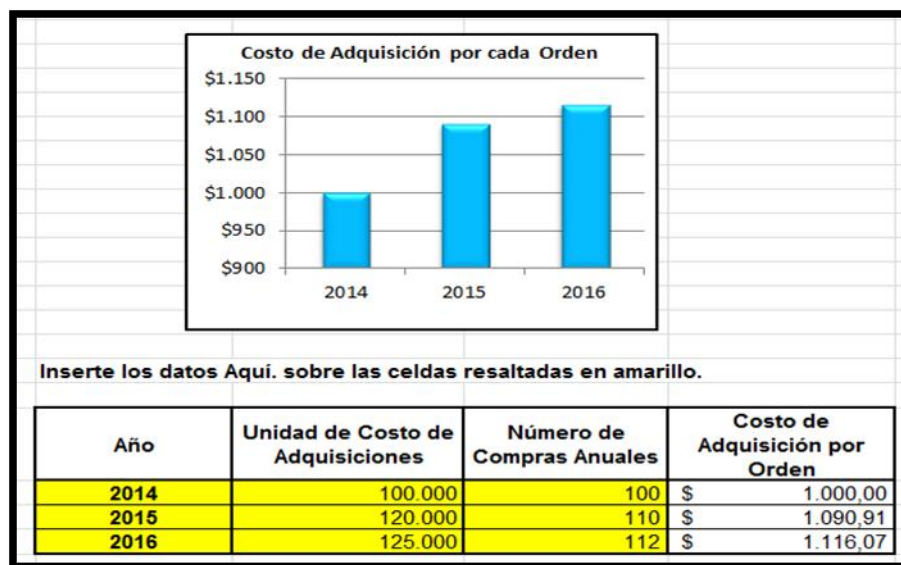 Costo de Adquisición por cada Orden
$1.150
$1.100
$1.050
$1.000
$950
$900
2014 2015 2016
Inserte los datos Aquí. sobre las celdas resaltadas en amarillo.
Año Unidad de Costo de Adquisiciones Número de Compras Anuales Costo de Adquisición por Orden
2014 100.000 100 $ 1.000,00
2015 120.000 110 $ 1.090,91
2016 125.000 112 $ 1.116,07